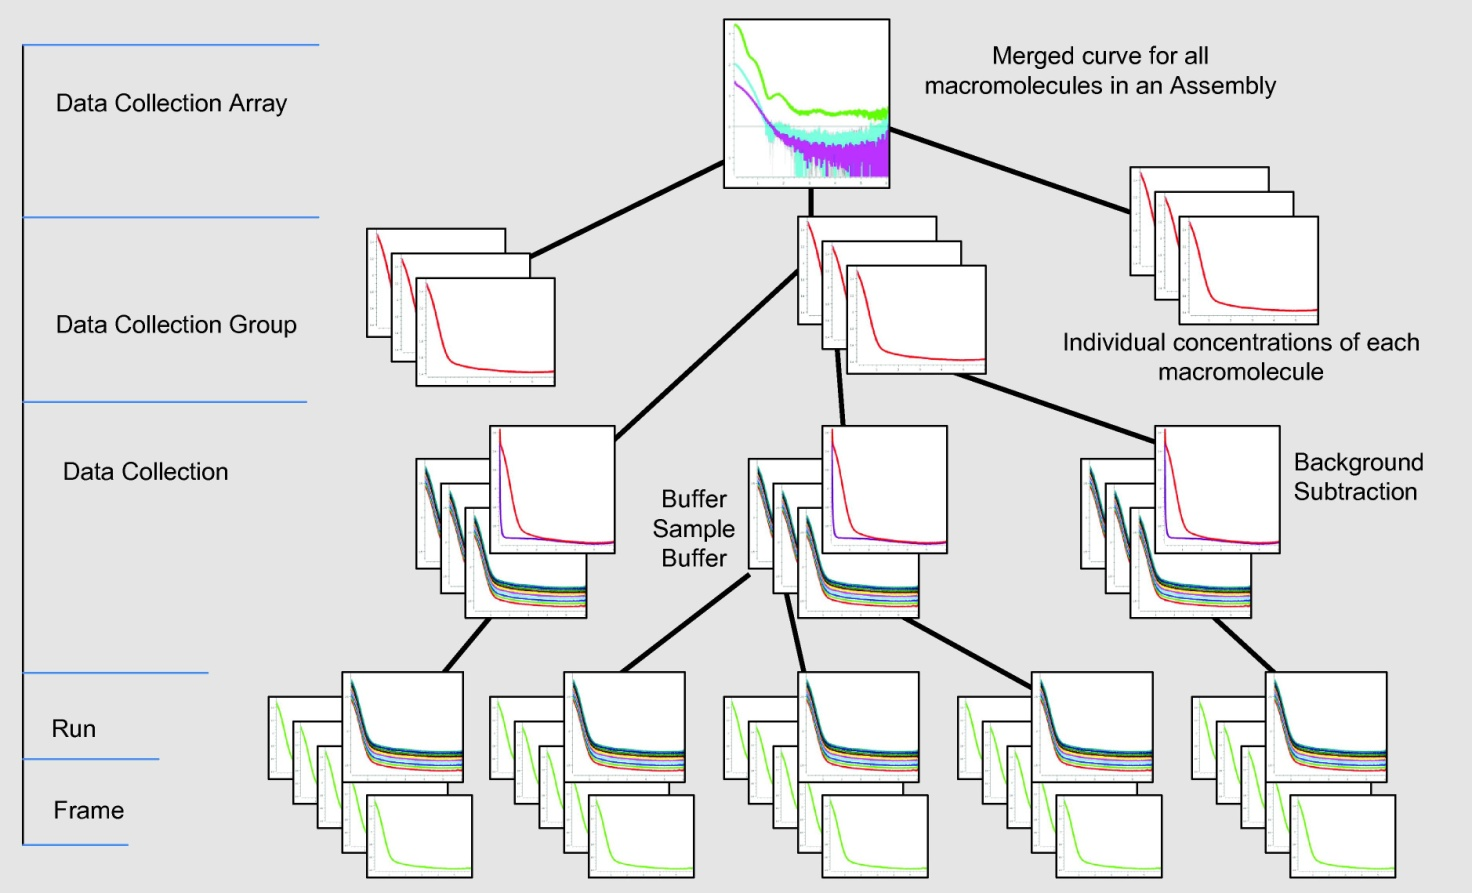 Merged curve for all
macromolecules in an Assembly
Data Collection Array
Data Collection Group
Individual concentrations of each
macromolecule
Data Collection
Background
Subtraction
Buffer
Sample
Buffer
Run
Frame